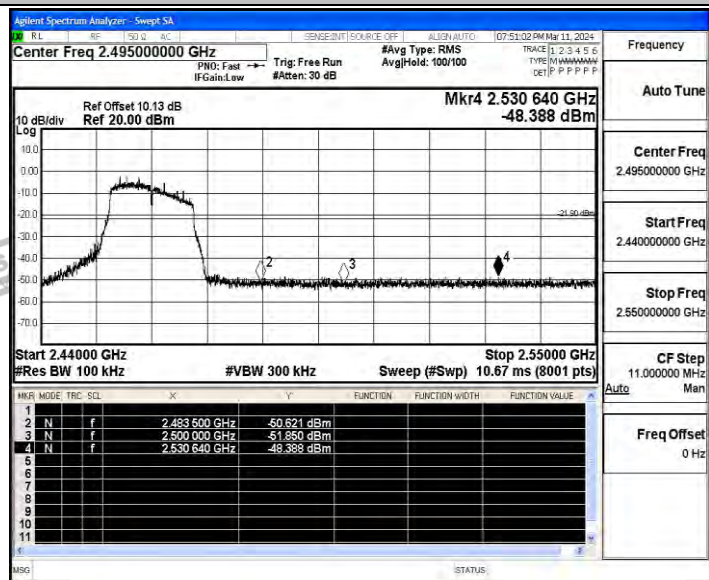 Agilent Spectrum Analyzer - Swept SA
RL RF 50 Ω AC SENSE:INT SOURCE OFF ALIGN AUTO 07:51:02 PM Mar 11, 2024
Center Freq 2.495000000 GHz
PNO: Fast
IFGain:Low
Trig: Free Run
#Atten: 30 dB
#Avg Type: RMS
Avg|Hold: 100/100
TRACE 1 2 3 4 5 6
TYPE M
DET P P P P P P
Ref Offset 10.13 dB
10 dB/div Ref 20.00 dBm
Log
Mkr4 2.530 640 GHz
-48.388 dBm
10.0
0.00
-10.0
-20.0
-21.90 dBm
-30.0
-40.0
-50.0
-60.0
-70.0
2
3
4
Start 2.44000 GHz Stop 2.55000 GHz
#Res BW 100 kHz #VBW 300 kHz Sweep (#Swp) 10.67 ms (8001 pts)
MKR MODE TRC SCL X Y FUNCTION FUNCTION WIDTH FUNCTION VALUE
1
2 N f 2.483 500 GHz -50.621 dBm
3 N f 2.500 000 GHz -51.850 dBm
4 N f 2.530 640 GHz -48.388 dBm
5
6
7
8
9
10
11
MSG STATUS
Frequency
Auto Tune
Center Freq
2.495000000 GHz
Start Freq
2.440000000 GHz
Stop Freq
2.550000000 GHz
CF Step
11.000000 MHz
Auto Man
Freq Offset
0 Hz